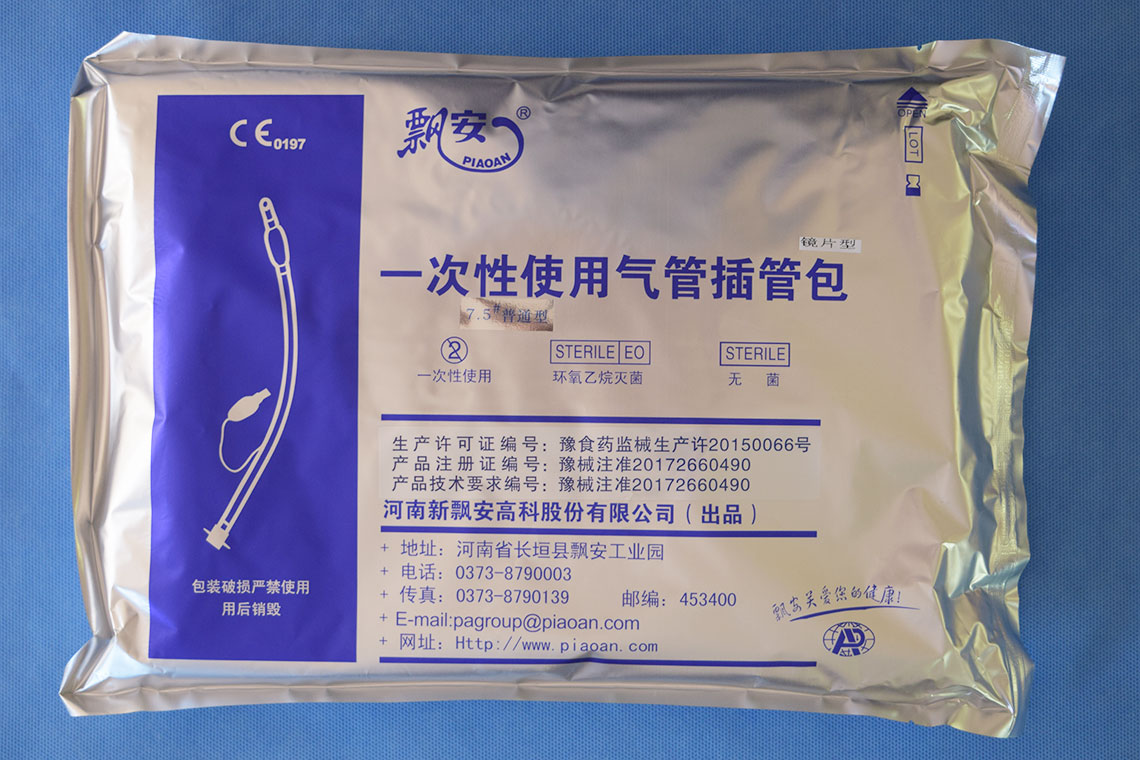 CE0197
飘安®
PIAOAN
OPEN
LOT
镜片型
一次性使用气管插管包
7.5#普通型
一次性使用
STERILE EO
环氧乙烷灭菌
STERILE
无 菌
生产许可证编号：豫食药监械生产许20150066号
产品注册证编号：豫械注准20172660490
产品技术要求编号：豫械注准20172660490
河南新飘安高科股份有限公司（出品）
+ 地址：河南省长垣县飘安工业园
+ 电话：0373-8790003
+ 传真：0373-8790139 邮编：453400
+ E-mail:pagroup@piaoan.com
+ 网址：Http://www.piaoan.com
包装破损严禁使用
用后销毁
飘安关爱您的健康！